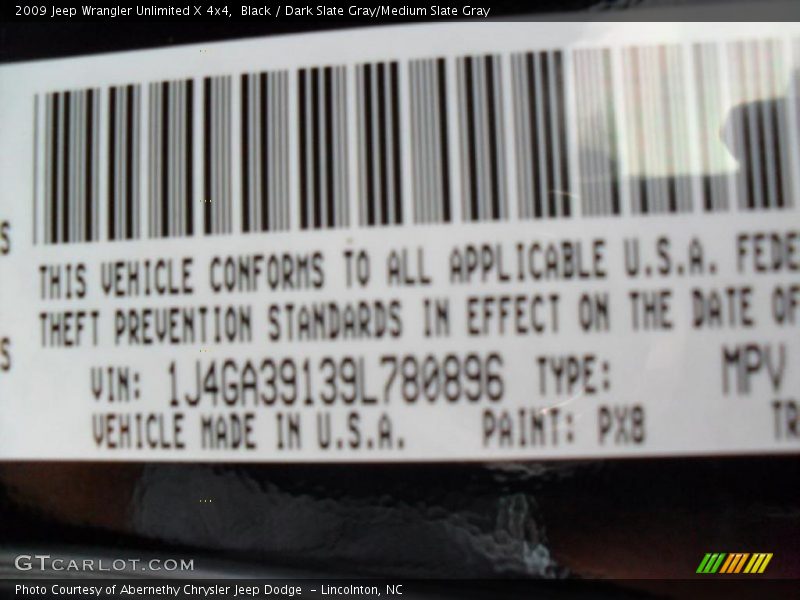 2009 Jeep Wrangler Unlimited X 4x4,  Black / Dark Slate Gray/Medium Slate Gray
S
THIS VEHICLE CONFORMS TO ALL APPLICABLE U.S.A. FEDE
THEFT PREVENTION STANDARDS IN EFFECT ON THE DATE OF
S
VIN: 1J4GA39139L780896 TYPE: MPV
VEHICLE MADE IN U.S.A. PAINT: PX8 TR
GTCARLOT.COM
Photo Courtesy of Abernethy Chrysler Jeep Dodge  - Lincolnton, NC